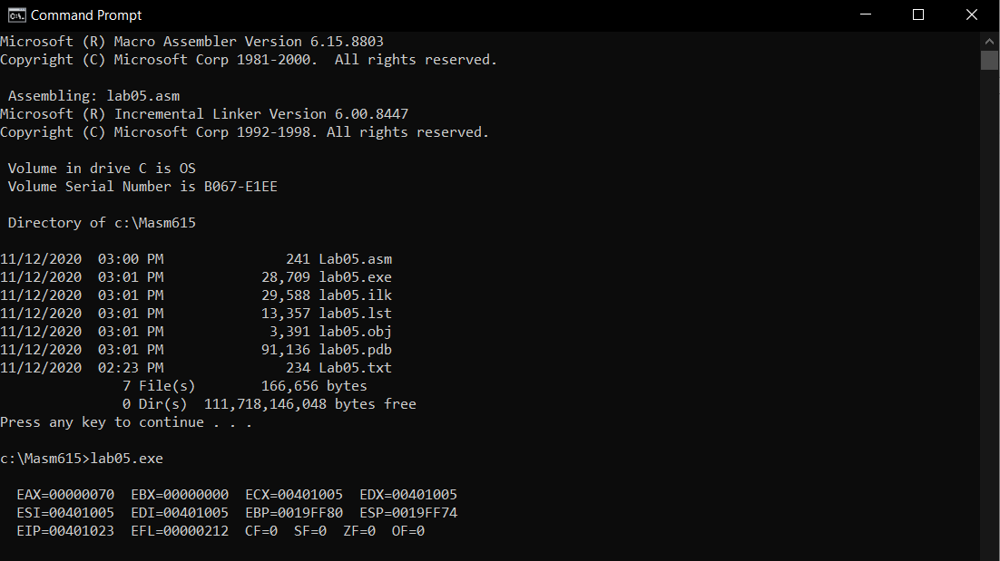 Command Prompt
Microsoft (R) Macro Assembler Version 6.15.8803
Copyright (C) Microsoft Corp 1981-2000.  All rights reserved.

 Assembling: lab05.asm
Microsoft (R) Incremental Linker Version 6.00.8447
Copyright (C) Microsoft Corp 1992-1998. All rights reserved.

 Volume in drive C is OS
 Volume Serial Number is B067-E1EE

 Directory of c:\Masm615

11/12/2020  03:00 PM               241 Lab05.asm
11/12/2020  03:01 PM            28,709 lab05.exe
11/12/2020  03:01 PM            29,588 lab05.ilk
11/12/2020  03:01 PM            13,357 lab05.lst
11/12/2020  03:01 PM             3,391 lab05.obj
11/12/2020  03:01 PM            91,136 lab05.pdb
11/12/2020  02:23 PM               234 Lab05.txt
               7 File(s)        166,656 bytes
               0 Dir(s)  111,718,146,048 bytes free
Press any key to continue . . .

c:\Masm615>lab05.exe

  EAX=00000070  EBX=00000000  ECX=00401005  EDX=00401005
  ESI=00401005  EDI=00401005  EBP=0019FF80  ESP=0019FF74
  EIP=00401023  EFL=00000212  CF=0  SF=0  ZF=0  OF=0